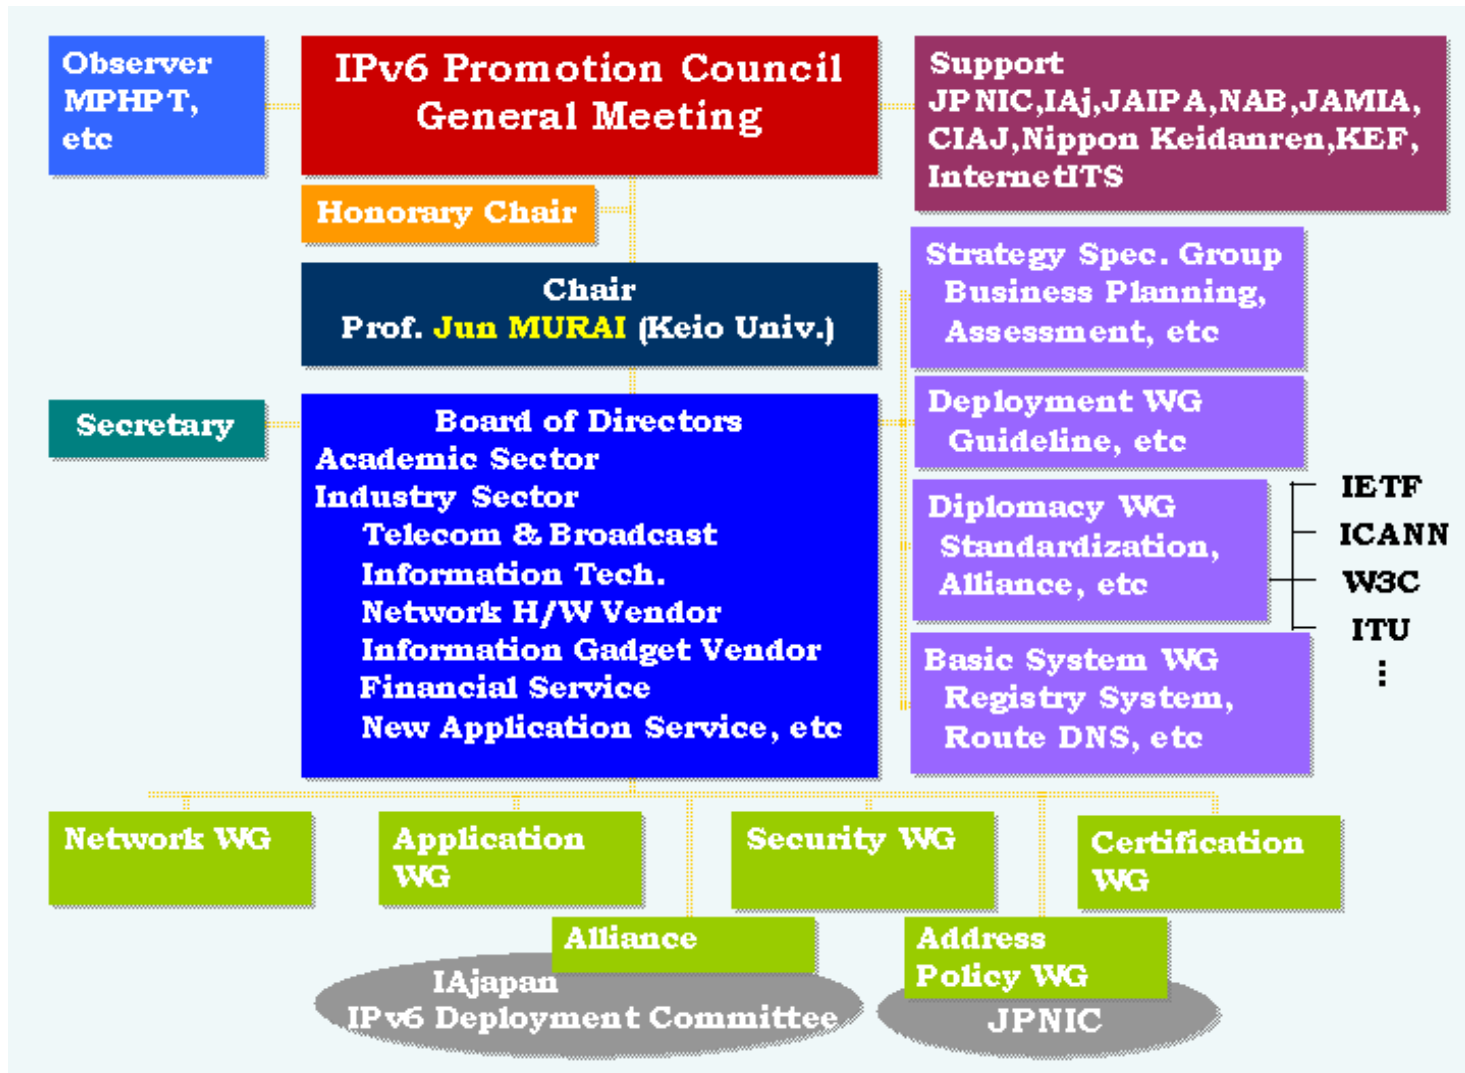 Observer
MPHPT,
etc
IPv6 Promotion Council
General Meeting
Support
JPNIC,IAj,JAIPA,NAB,JAMIA,
CIAJ,Nippon Keidanren,KEF,
InternetITS
Honorary Chair
Chair
Prof. Jun MURAI (Keio Univ.)
Strategy Spec. Group
Business Planning,
Assessment, etc
Secretary
Board of Directors
Academic Sector
Industry Sector
Telecom & Broadcast
Information Tech.
Network H/W Vendor
Information Gadget Vendor
Financial Service
New Application Service, etc
Deployment WG
Guideline, etc
Diplomacy WG
Standardization,
Alliance, etc
IETF
ICANN
W3C
ITU
⋮
Basic System WG
Registry System,
Route DNS, etc
Network WG
Application
WG
Security WG
Certification
WG
Alliance
IAjapan
IPv6 Deployment Committee
Address
Policy WG
JPNIC